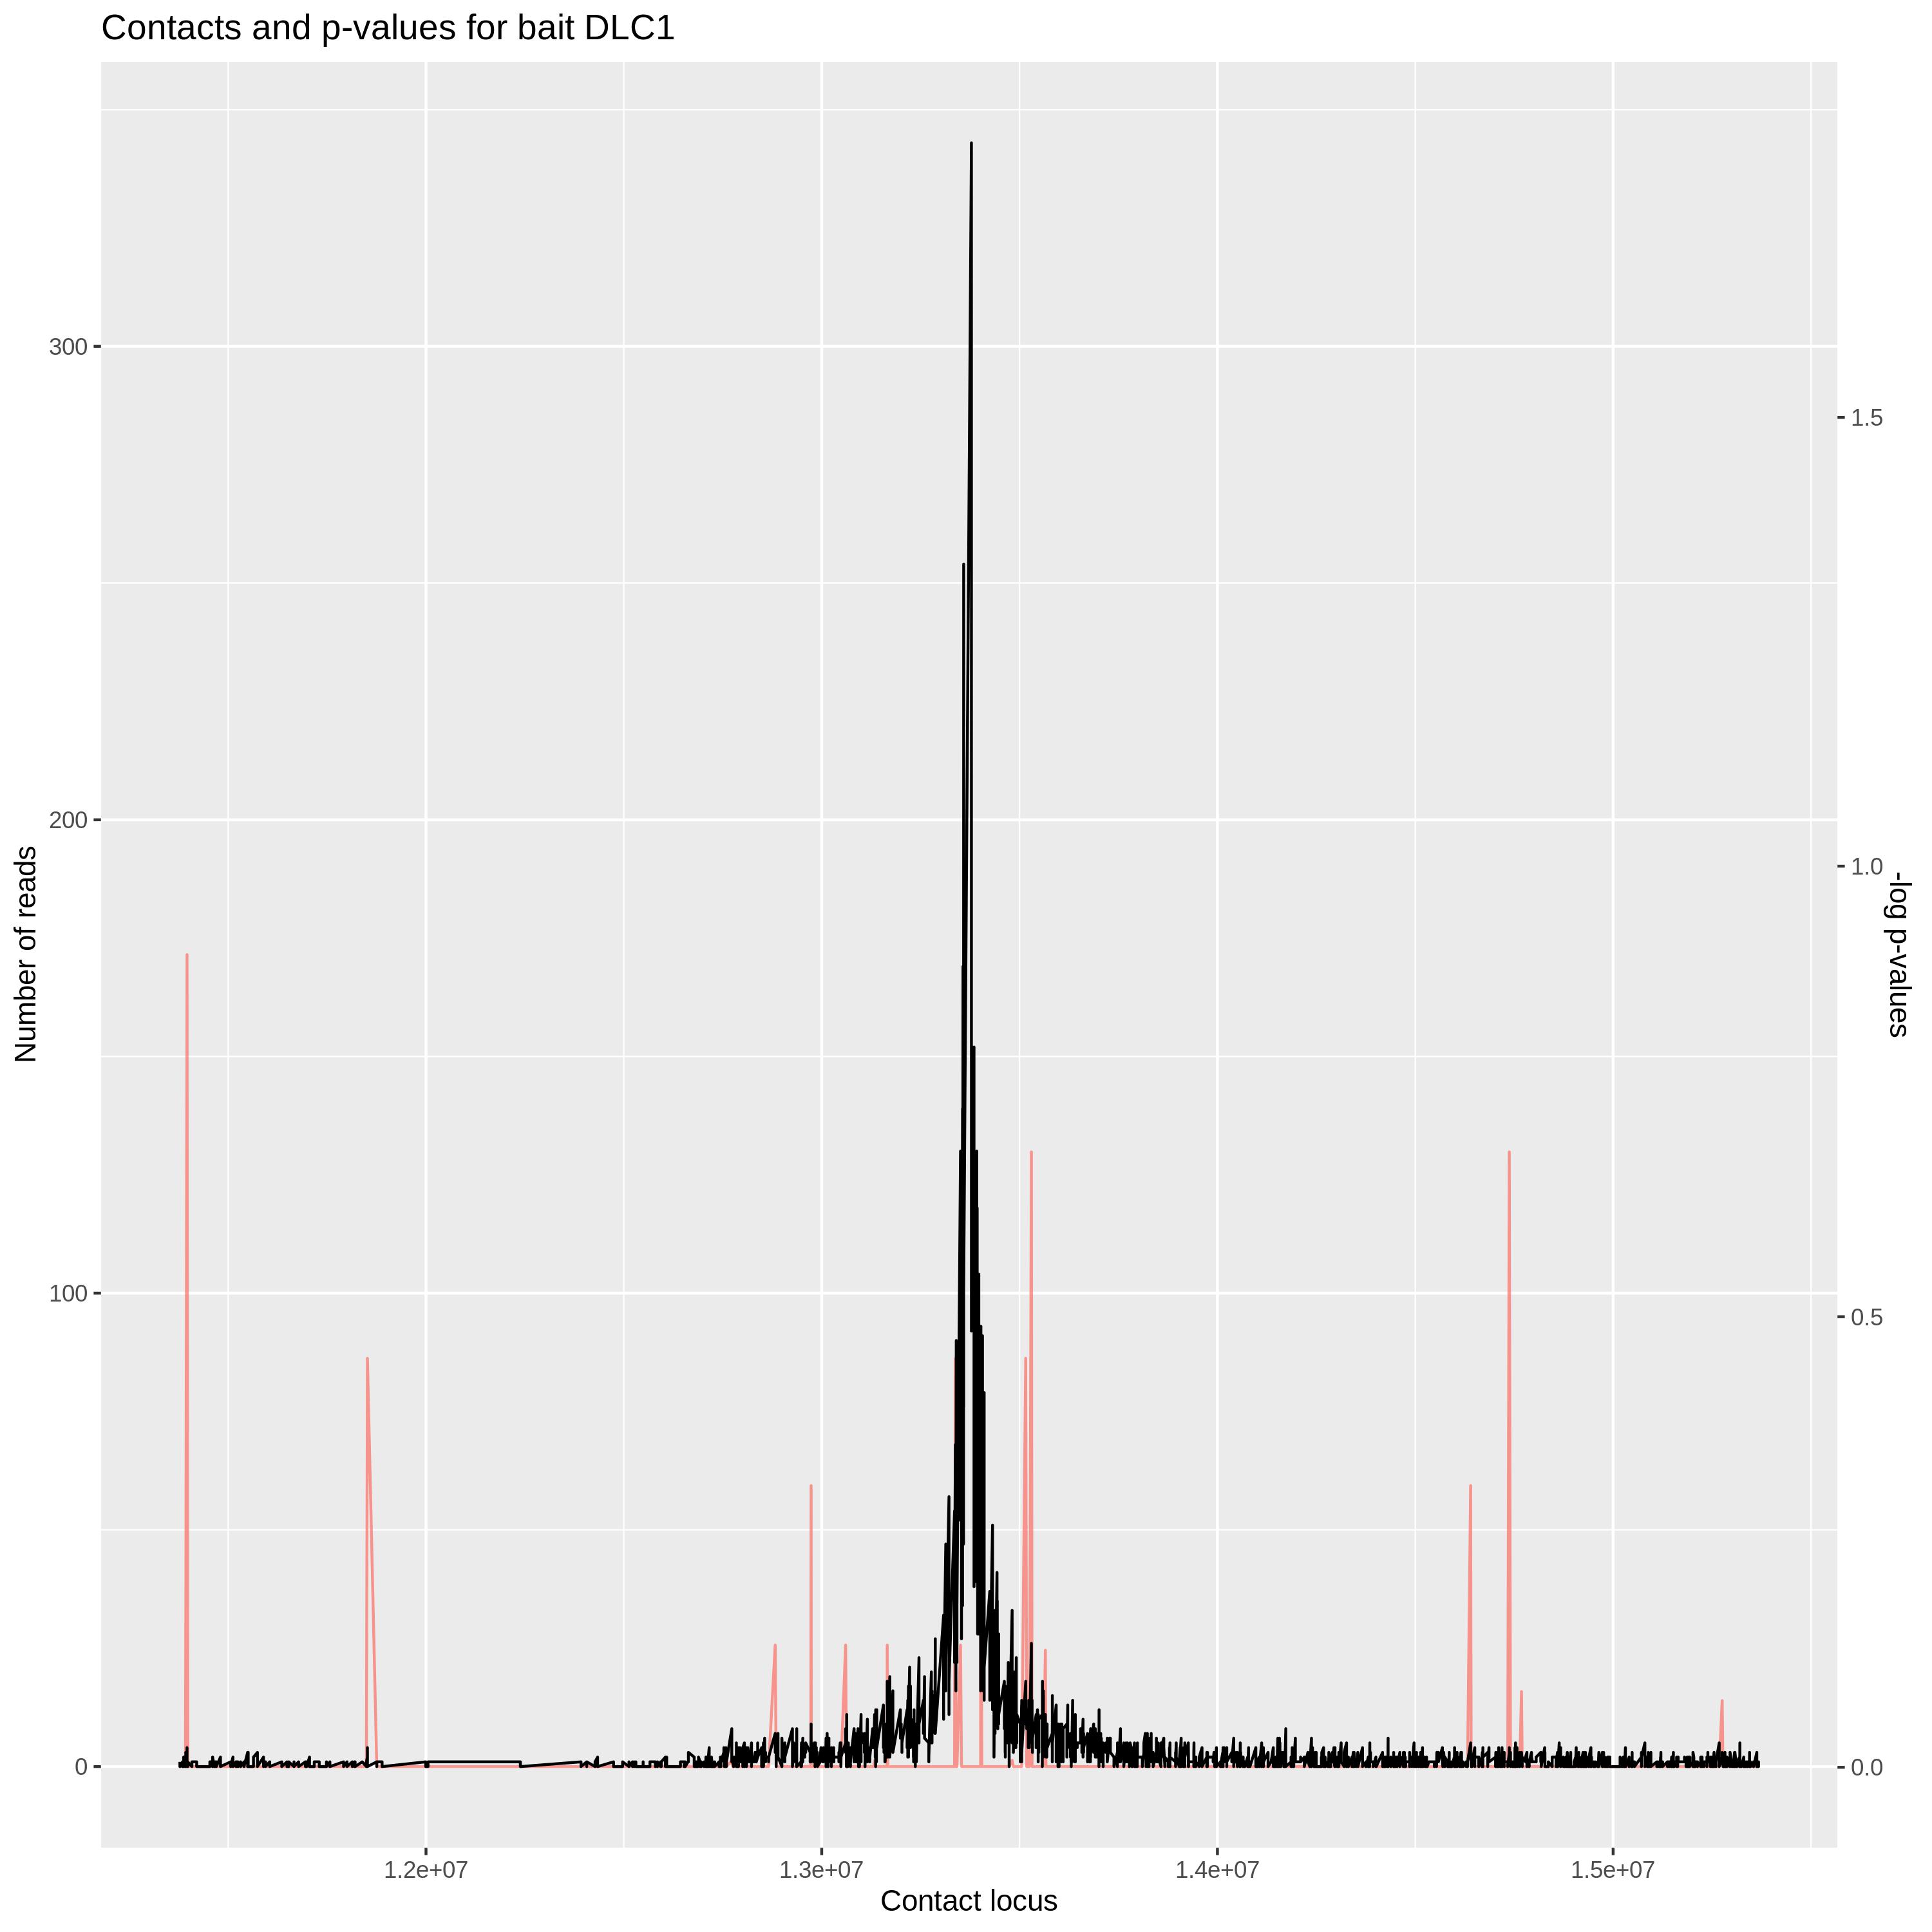 Contacts and p-values for bait DLC1
Number of reads
300
200
100
0
1.5
1.0
0.5
0.0
-log p-values
1.2e+07
1.3e+07
1.4e+07
1.5e+07
Contact locus